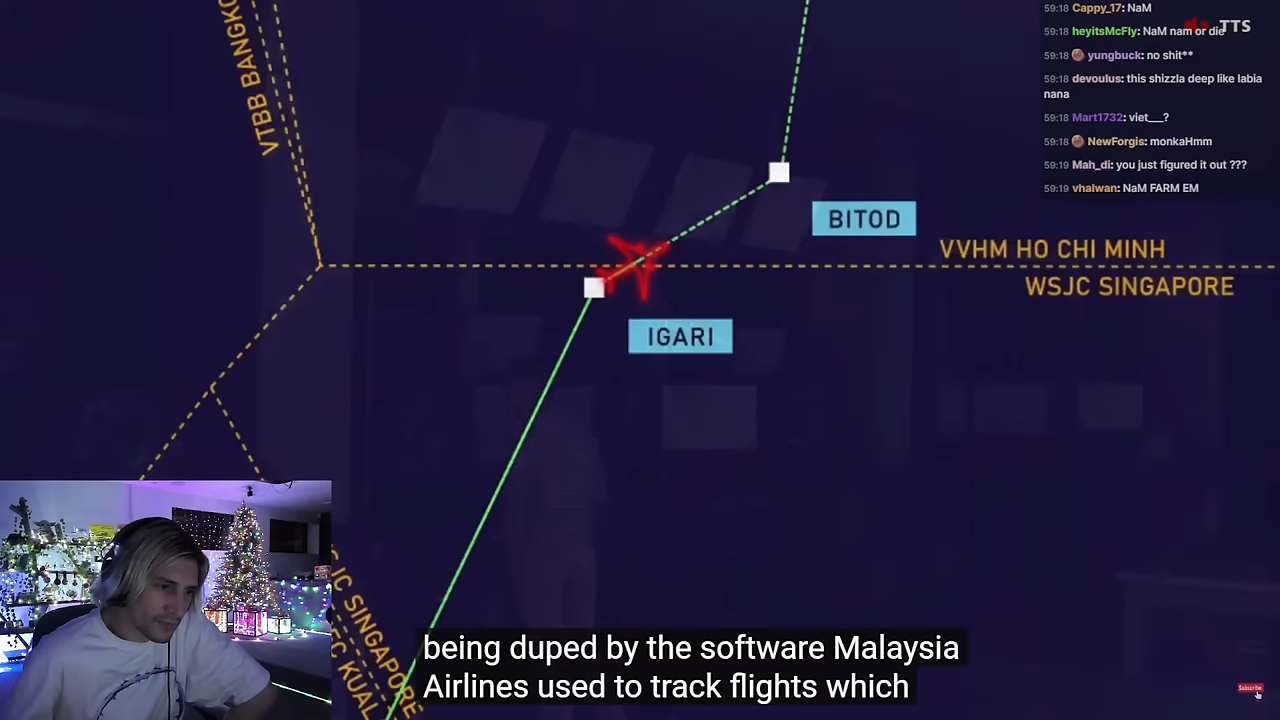 59:18 Cappy_17: NaM
TTS
59:18 heyitsMcFly: NaM nam or die
59:18 yungbuck: no shit**
59:18 devoulus: this shizzla deep like labia
nana
59:18 Mart1732: viet___?
59:18 NewForgis: monkaHmm
59:19 Mah_di: you just figured it out ???
59:19 vhalwan: NaM FARM EM
VTBB BANGKO
BITOD
VVHM HO CHI MINH
WSJC SINGAPORE
IGARI
JC SINGAPORE
FC KUAL
being duped by the software Malaysia
Airlines used to track flights which
Subscribe